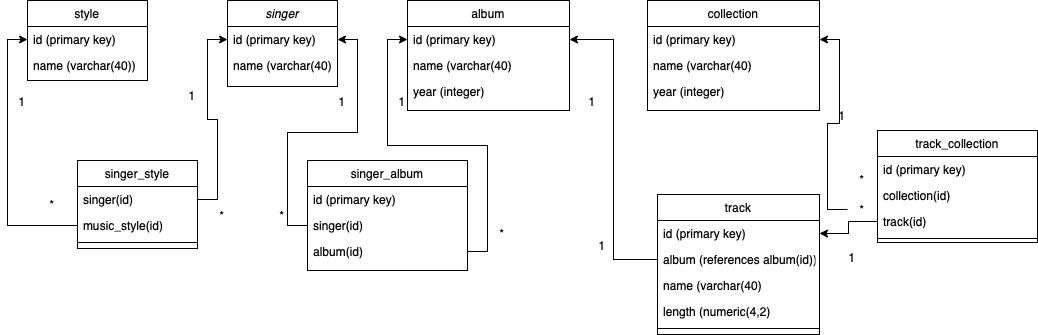 style
id (primary key)
name (varchar(40))
singer
id (primary key)
name (varchar(40)
album
id (primary key)
name (varchar(40)
year (integer)
collection
id (primary key)
name (varchar(40)
year (integer)
1
1
1
1
1
1
singer_style
singer(id)
music_style(id)
*
*
singer_album
id (primary key)
singer(id)
album(id)
*
*
track
id (primary key)
album (references album(id))
name (varchar(40)
length (numeric(4,2)
1
track_collection
id (primary key)
collection(id)
track(id)
*
*
1